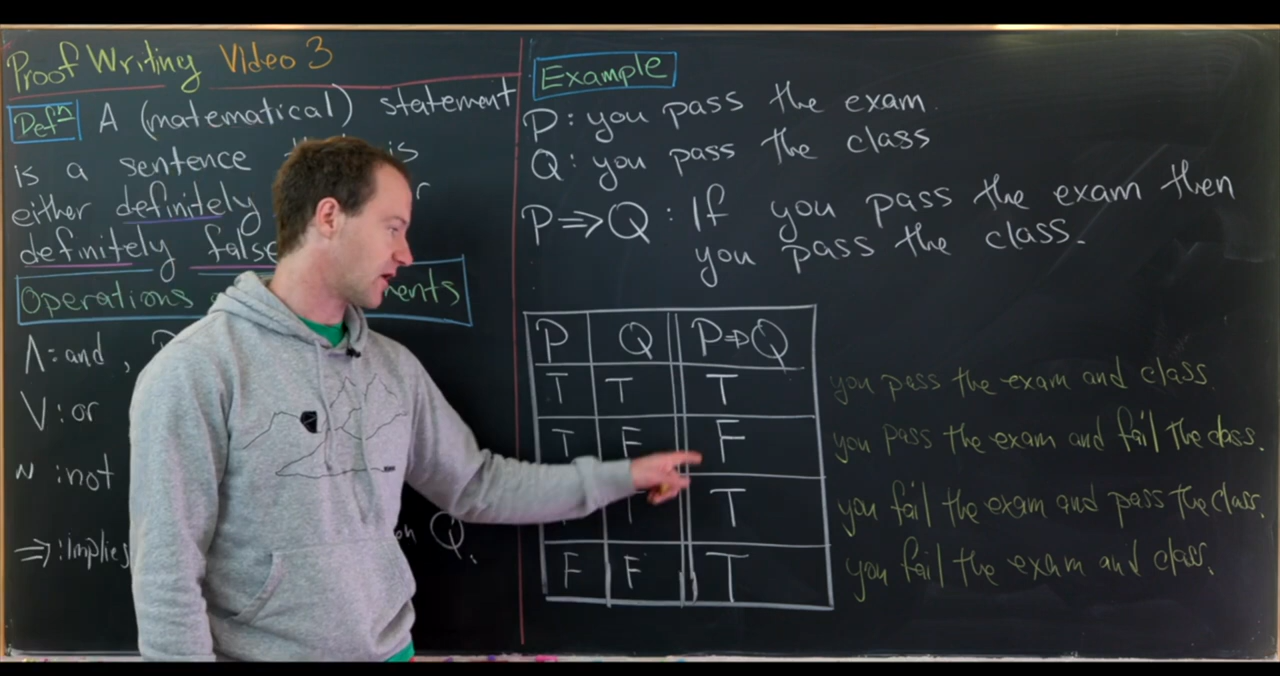 Proof Writing Video 3
Defⁿ A (matematical) statement
is a sentence is
either definitely
definitely false
Operations
Λ: and ,
V: or
~ : not
⇒: Implies Q.
Example
P: you pass the exam.
Q: you pass the class
P⇒Q: If you pass the exam then
you pass the class.
P Q P⇒Q
T T T you pass the exam and class.
T F F you pass the exam and fail the class.
T you fail the exam and pass the class.
F F T you fail the exam and class.